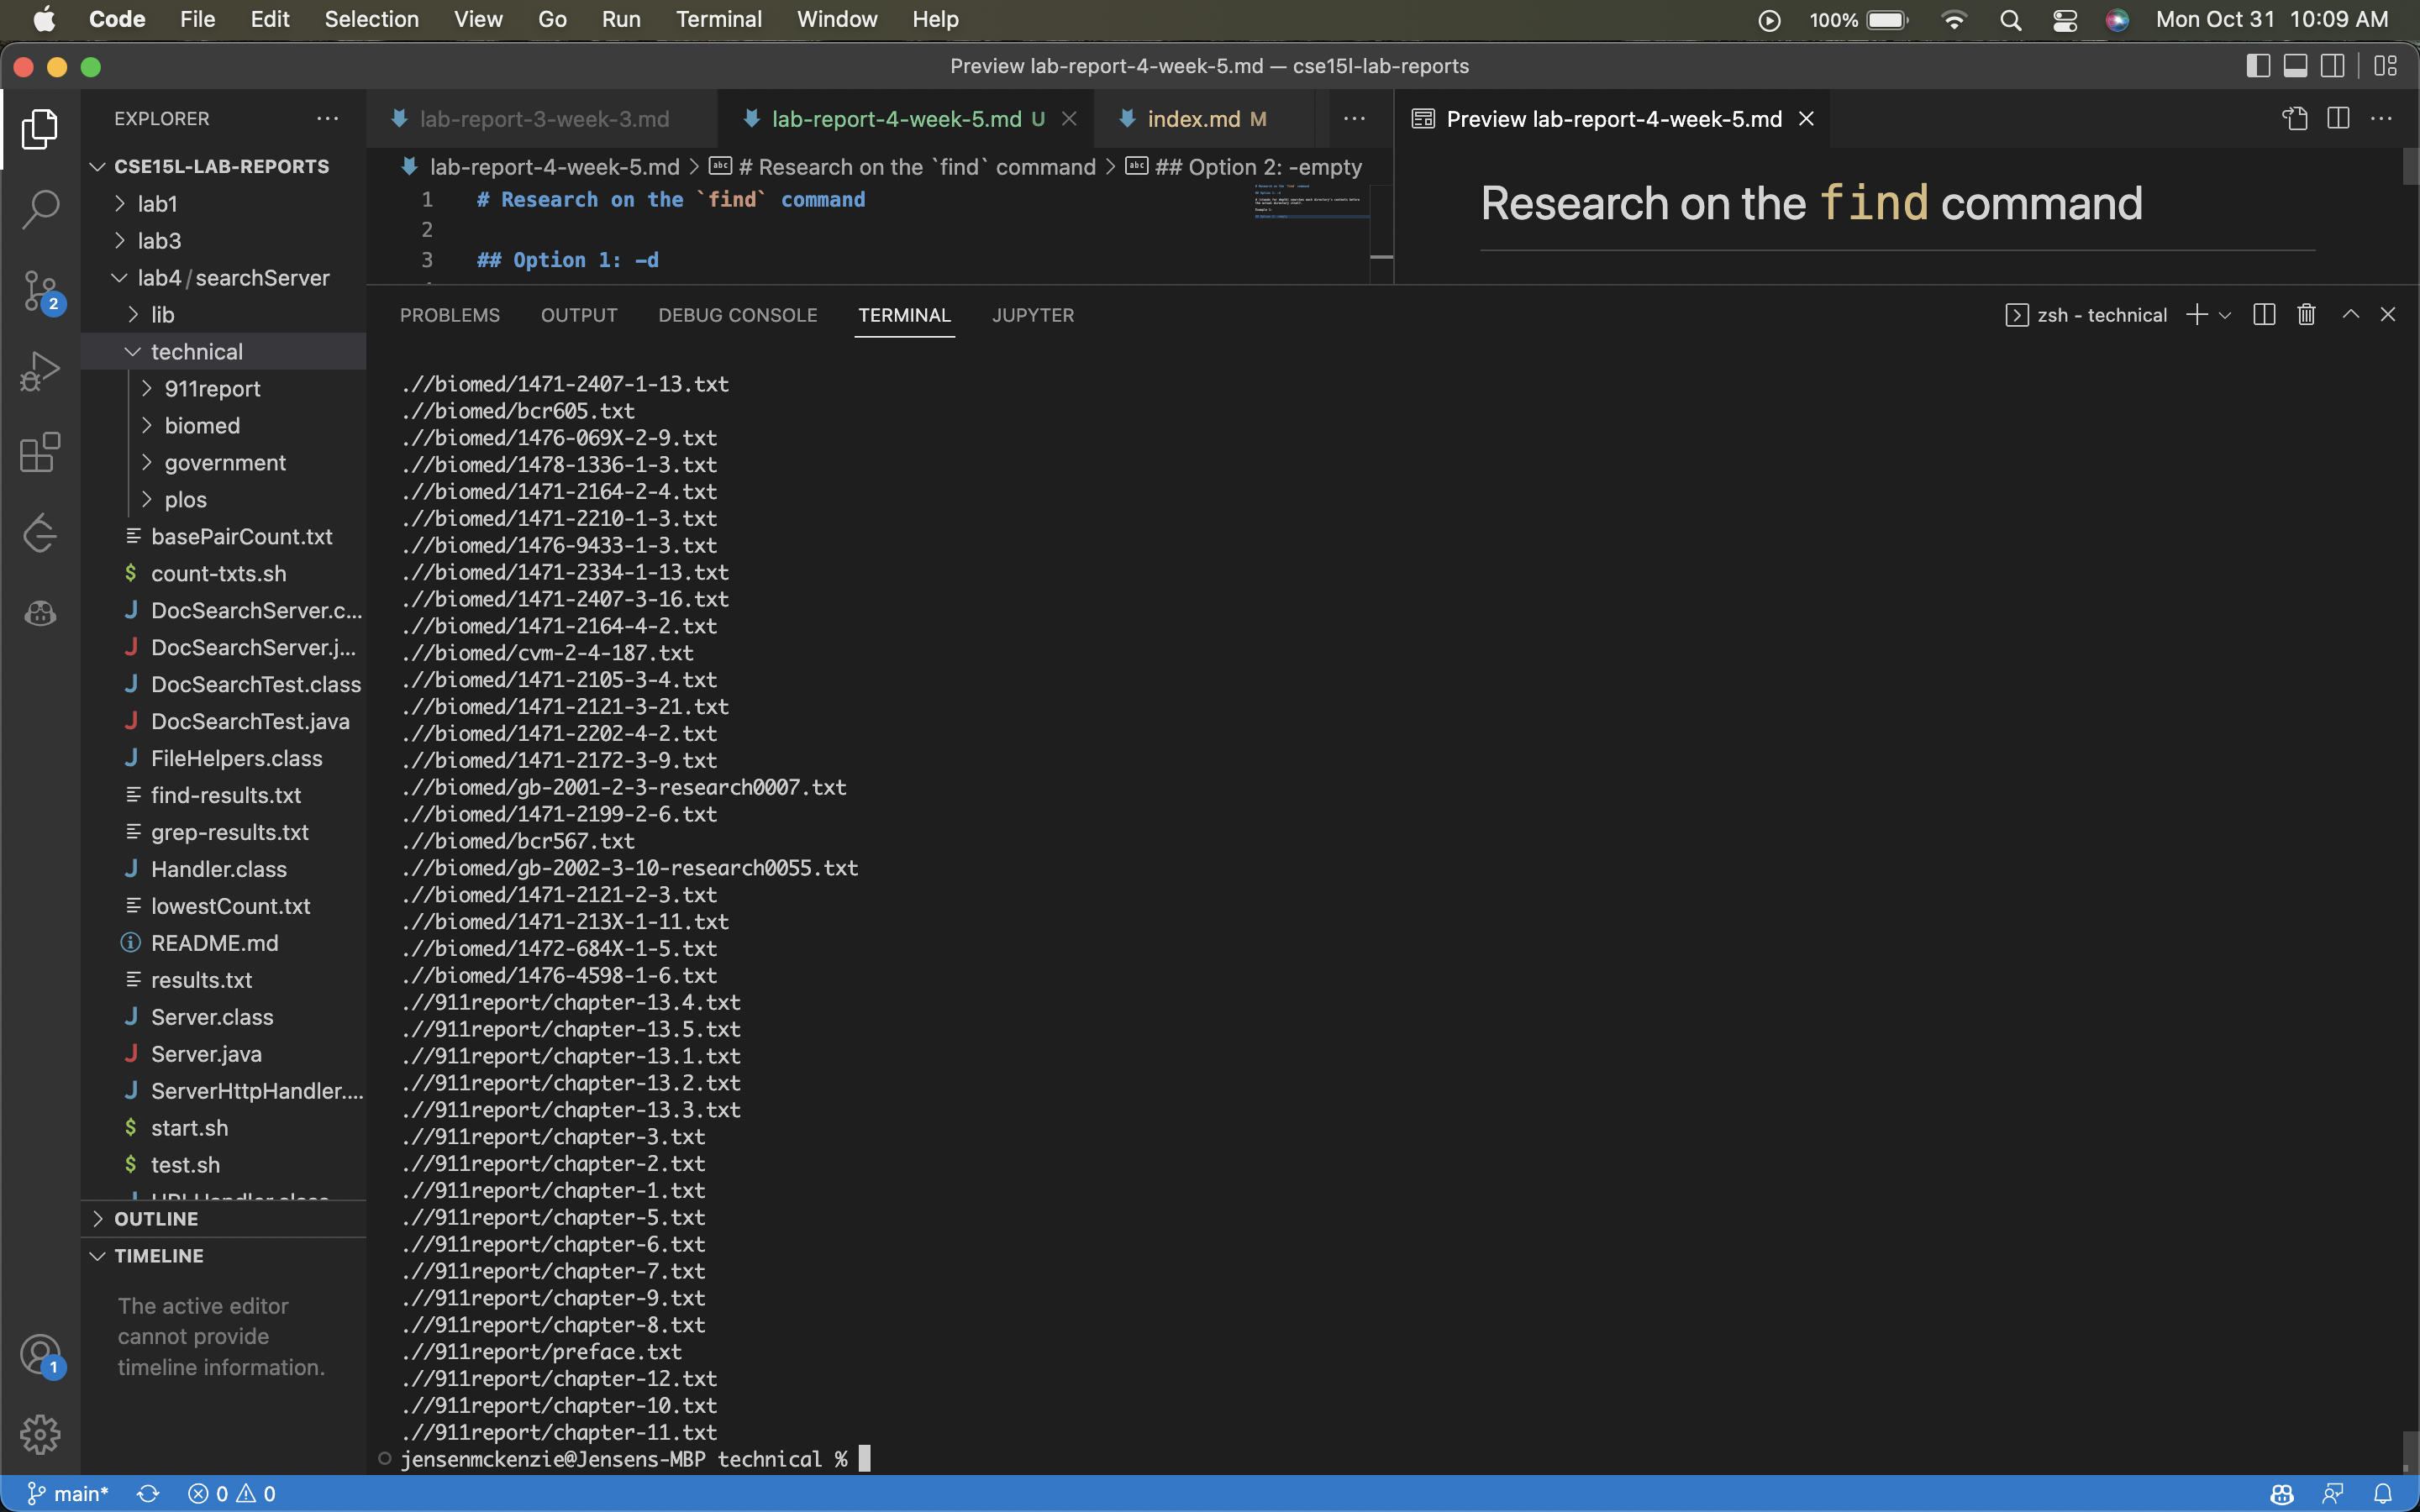 Code File Edit Selection View Go Run Terminal Window Help 100% Mon Oct 31 10:09 AM
Preview lab-report-4-week-5.md — cse15l-lab-reports
EXPLORER
CSE15L-LAB-REPORTS
lab1
lab3
lab4/searchServer
lib
technical
911report
biomed
government
plos
basePairCount.txt
$ count-txts.sh
J DocSearchServer.c...
J DocSearchServer.j...
J DocSearchTest.class
J DocSearchTest.java
J FileHelpers.class
find-results.txt
grep-results.txt
J Handler.class
lowestCount.txt
README.md
results.txt
J Server.class
J Server.java
J ServerHttpHandler....
$ start.sh
$ test.sh
OUTLINE
TIMELINE
The active editor
cannot provide
timeline information.
2
1
lab-report-3-week-3.md lab-report-4-week-5.md U index.md M
lab-report-4-week-5.md > # Research on the `find` command > ## Option 2: -empty
1 # Research on the `find` command
2
3 ## Option 1: -d
Preview lab-report-4-week-5.md
Research on the find command
PROBLEMS OUTPUT DEBUG CONSOLE TERMINAL JUPYTER zsh - technical
.//biomed/1471-2407-1-13.txt
.//biomed/bcr605.txt
.//biomed/1476-069X-2-9.txt
.//biomed/1478-1336-1-3.txt
.//biomed/1471-2164-2-4.txt
.//biomed/1471-2210-1-3.txt
.//biomed/1476-9433-1-3.txt
.//biomed/1471-2334-1-13.txt
.//biomed/1471-2407-3-16.txt
.//biomed/1471-2164-4-2.txt
.//biomed/cvm-2-4-187.txt
.//biomed/1471-2105-3-4.txt
.//biomed/1471-2121-3-21.txt
.//biomed/1471-2202-4-2.txt
.//biomed/1471-2172-3-9.txt
.//biomed/gb-2001-2-3-research0007.txt
.//biomed/1471-2199-2-6.txt
.//biomed/bcr567.txt
.//biomed/gb-2002-3-10-research0055.txt
.//biomed/1471-2121-2-3.txt
.//biomed/1471-213X-1-11.txt
.//biomed/1472-684X-1-5.txt
.//biomed/1476-4598-1-6.txt
.//911report/chapter-13.4.txt
.//911report/chapter-13.5.txt
.//911report/chapter-13.1.txt
.//911report/chapter-13.2.txt
.//911report/chapter-13.3.txt
.//911report/chapter-3.txt
.//911report/chapter-2.txt
.//911report/chapter-1.txt
.//911report/chapter-5.txt
.//911report/chapter-6.txt
.//911report/chapter-7.txt
.//911report/chapter-9.txt
.//911report/chapter-8.txt
.//911report/preface.txt
.//911report/chapter-12.txt
.//911report/chapter-10.txt
.//911report/chapter-11.txt
jensenmckenzie@Jensens-MBP technical %
main* 0 0